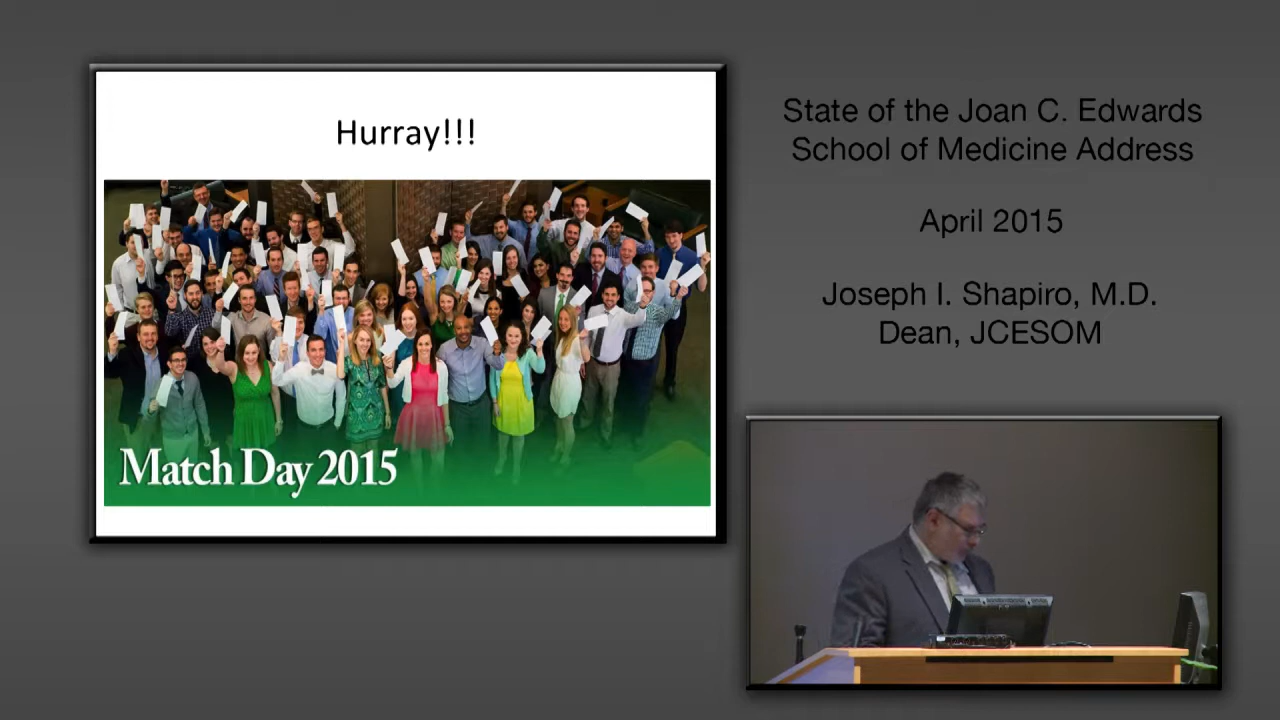 Hurray!!!
Match Day 2015
State of the Joan C. Edwards
School of Medicine Address
April 2015
Joseph I. Shapiro, M.D.
Dean, JCESOM